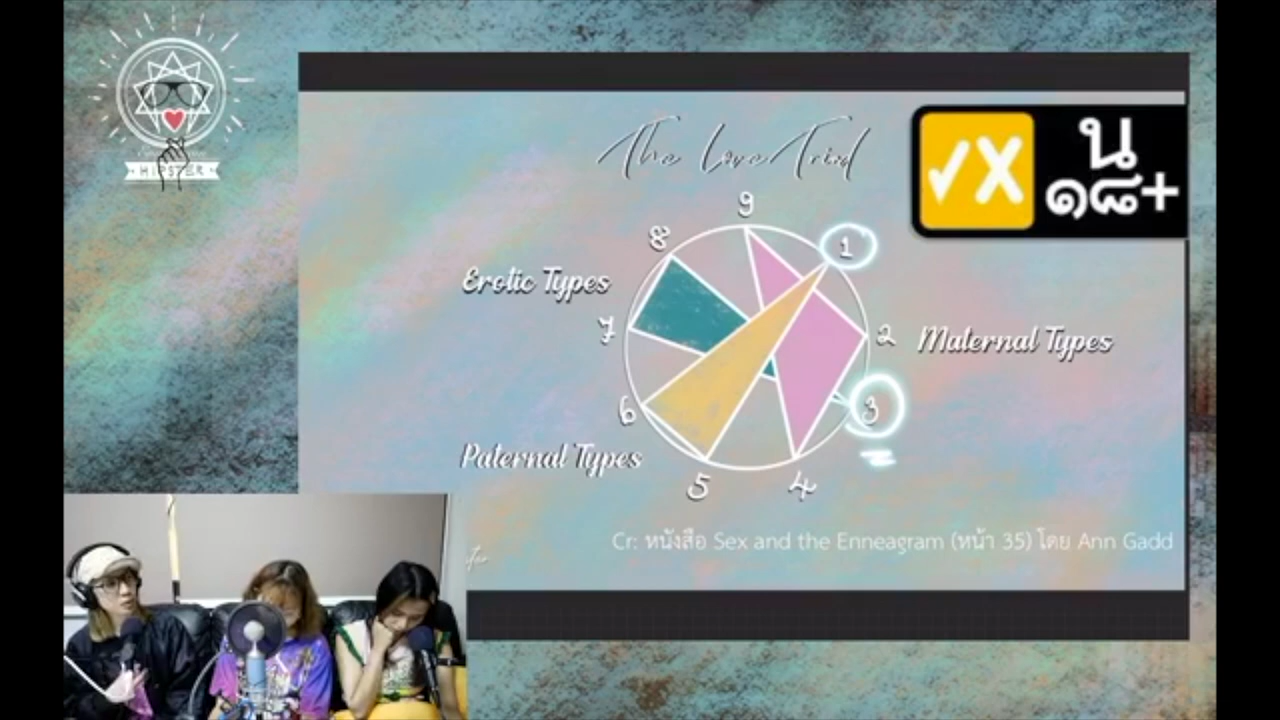 HIPSTER
The Love Triad
น
๑๘+
9
8
1
Erotic Types
7
2
Maternal Types
6
3
Paternal Types
5
4
Cr: หนังสือ Sex and the Enneagram (หน้า 35) โดย Ann Gadd